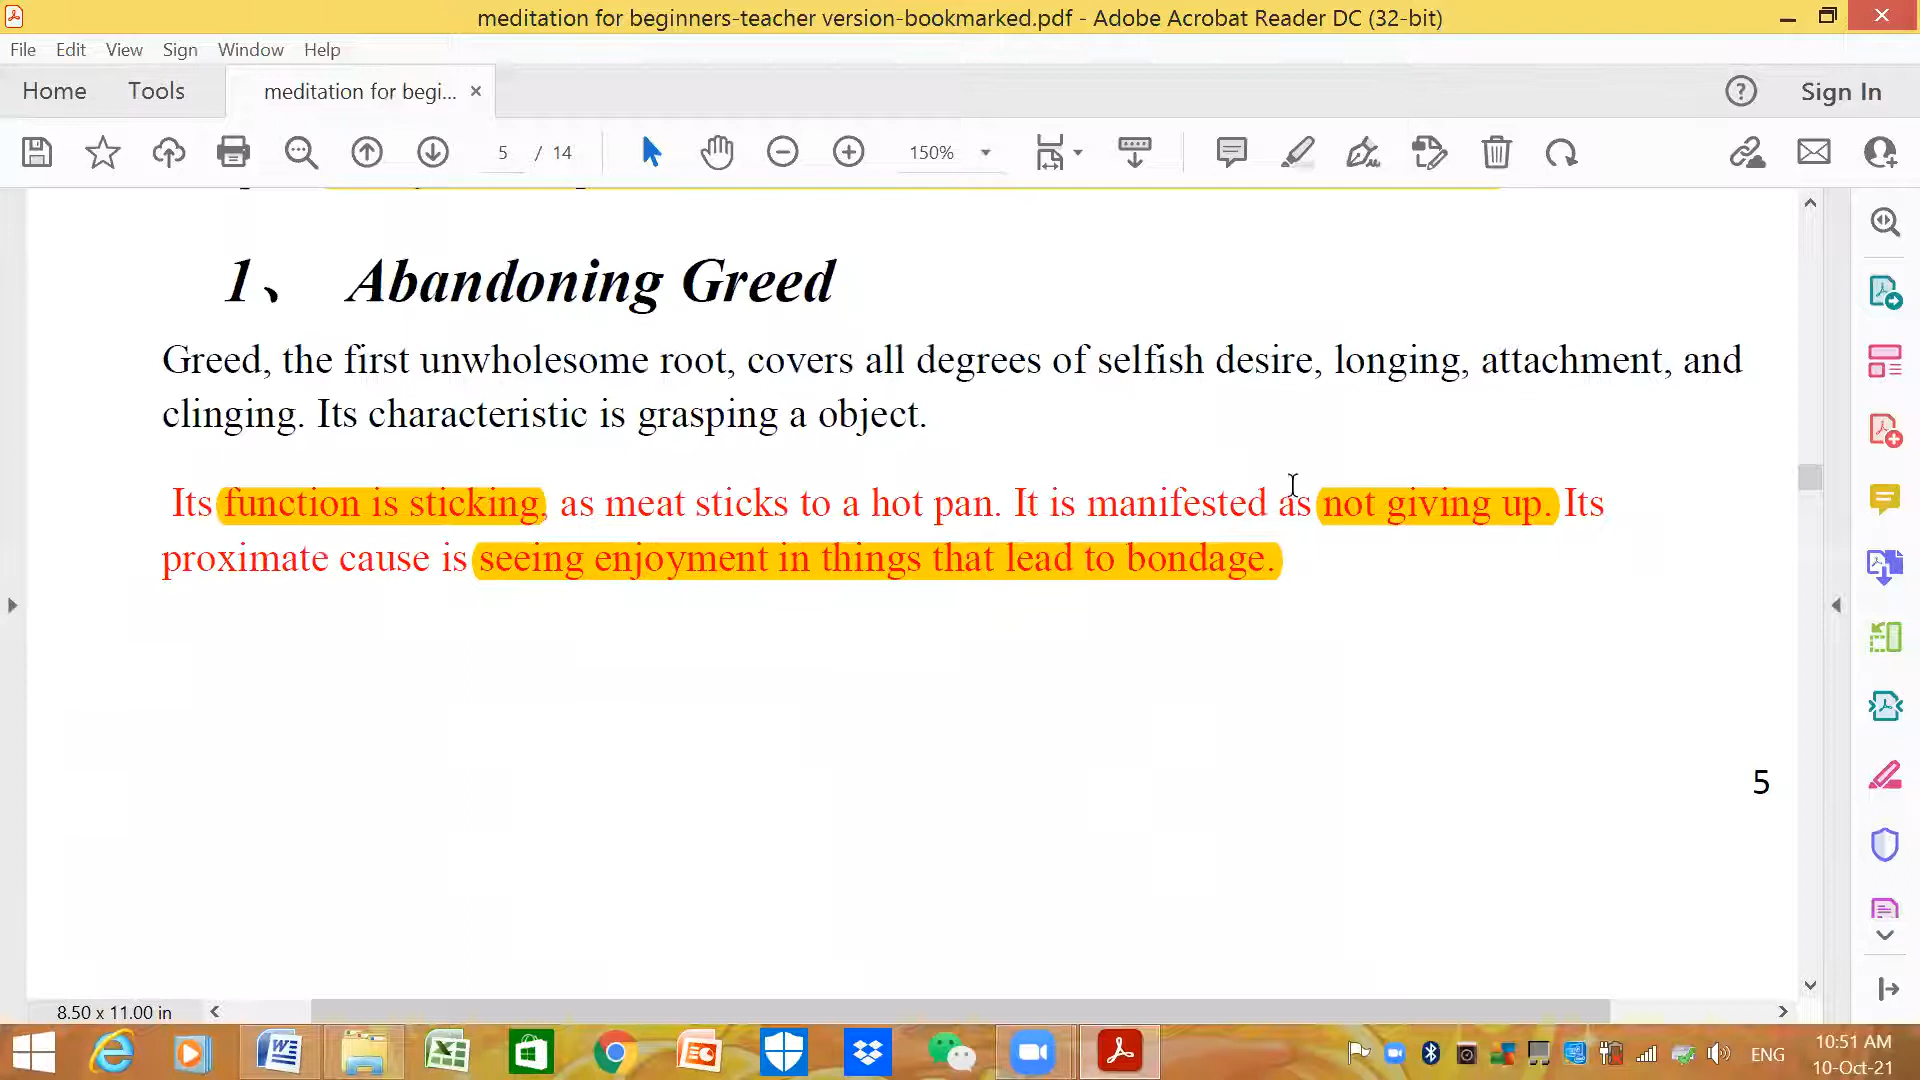 meditation for beginners-teacher version-bookmarked.pdf - Adobe Acrobat Reader DC (32-bit)
File Edit View Sign Window Help
Home Tools meditation for begi... × Sign In
5 / 14 150%
1、 Abandoning Greed
Greed, the first unwholesome root, covers all degrees of selfish desire, longing, attachment, and
clinging. Its characteristic is grasping a object.
Its function is sticking, as meat sticks to a hot pan. It is manifested as not giving up. Its
proximate cause is seeing enjoyment in things that lead to bondage.
5
8.50 x 11.00 in
ENG
10:51 AM
10-Oct-21